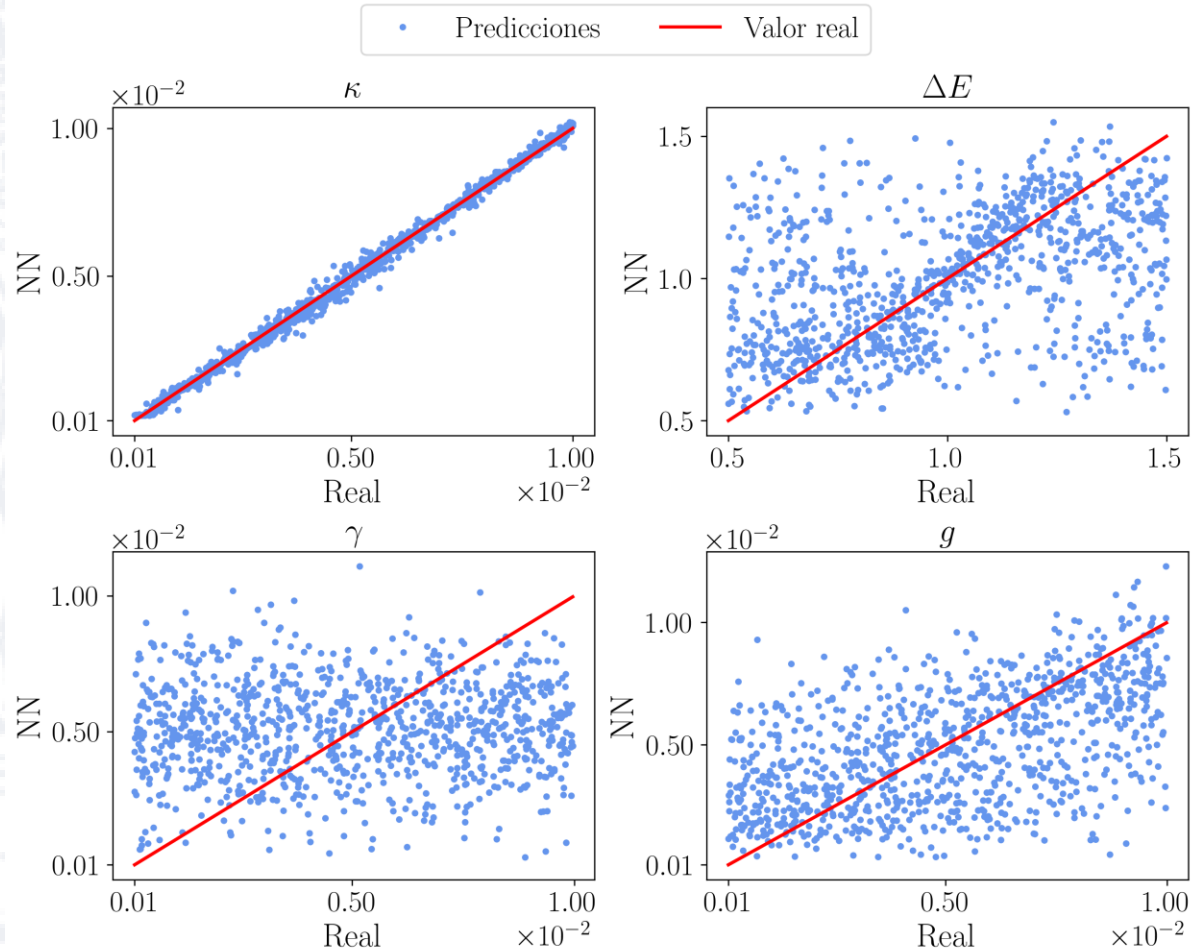 Predicciones Valor real
×10⁻² κ
ΔE
1.00
0.50
0.01
NN
0.01 0.50 1.00
Real ×10⁻²
1.5
1.0
0.5
NN
0.5 1.0 1.5
Real
×10⁻² γ
1.00
0.50
0.01
NN
0.01 0.50 1.00
Real ×10⁻²
×10⁻² g
1.00
0.50
0.01
NN
0.01 0.50 1.00
Real ×10⁻²